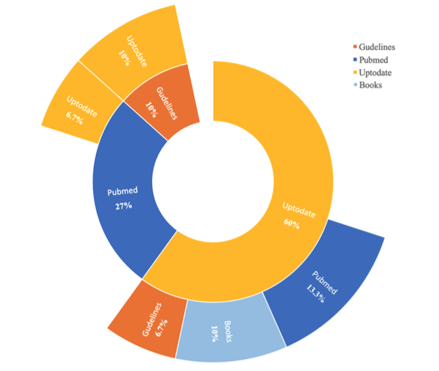 Gudelines
Pubmed
Uptodate
Books
Uptodate
10%
Uptodate
6.7%
Gudelines
10%
Pubmed
27%
Uptodate
60%
Pubmed
13.3%
Books
10%
Gudelines
6.7%